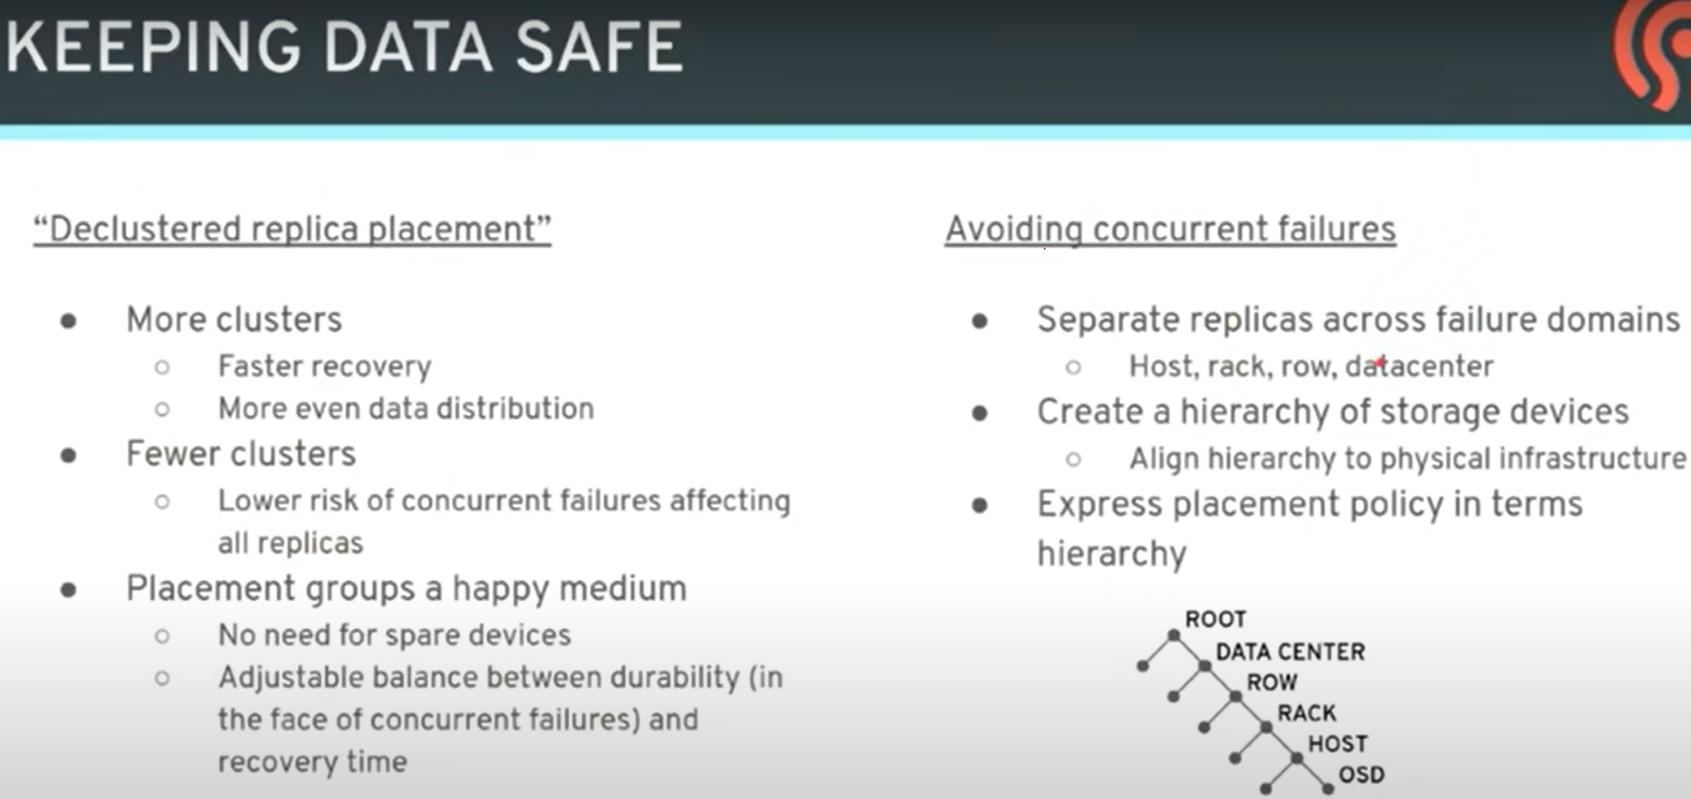 KEEPING DATA SAFE
“Declustered replica placement”
● More clusters
○ Faster recovery
○ More even data distribution
● Fewer clusters
○ Lower risk of concurrent failures affecting
all replicas
● Placement groups a happy medium
○ No need for spare devices
○ Adjustable balance between durability (in
the face of concurrent failures) and
recovery time
Avoiding concurrent failures
● Separate replicas across failure domains
○ Host, rack, row, datacenter
● Create a hierarchy of storage devices
○ Align hierarchy to physical infrastructure
● Express placement policy in terms
hierarchy
ROOT
DATA CENTER
ROW
RACK
HOST
OSD